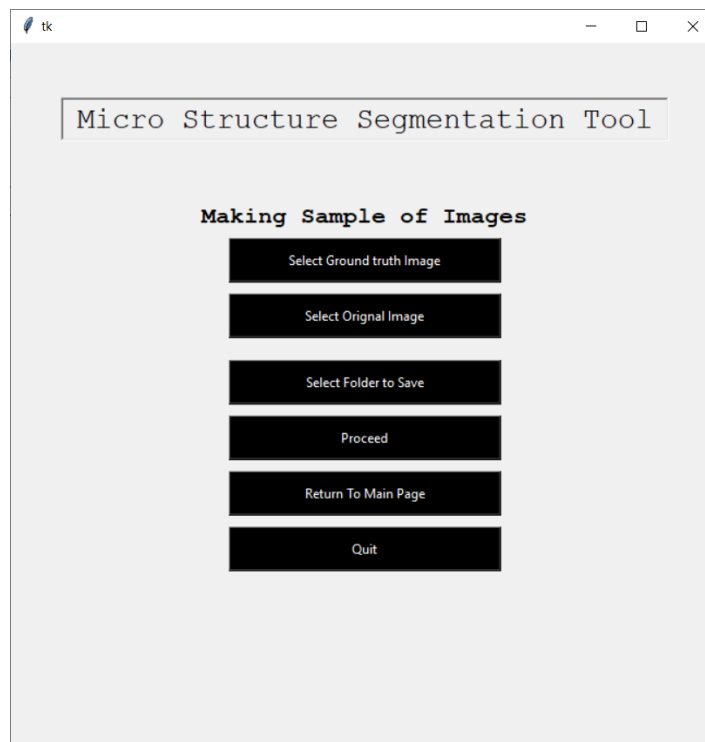 tk
Micro Structure Segmentation Tool
Making Sample of Images
Select Ground truth Image
Select Orignal Image
Select Folder to Save
Proceed
Return To Main Page
Quit